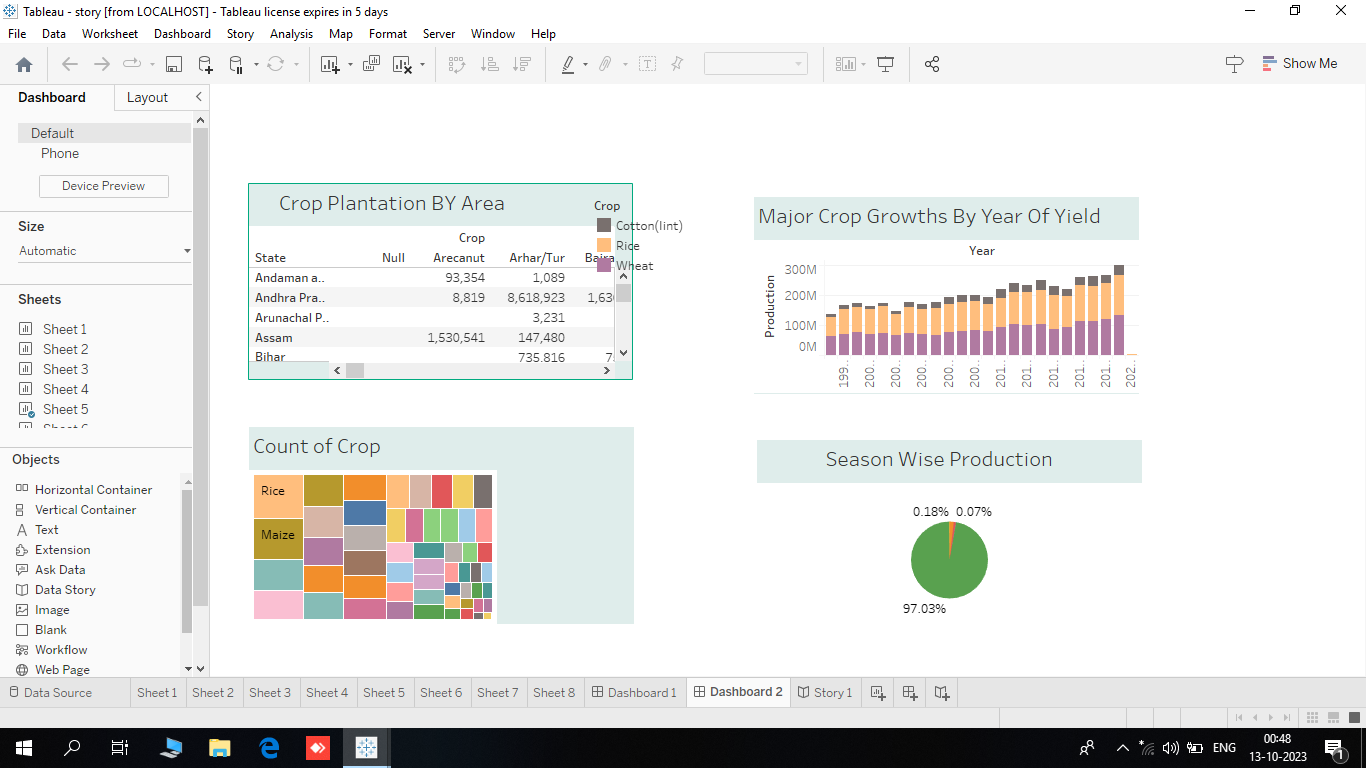 Tableau - story [from LOCALHOST] - Tableau license expires in 5 days
File Data Worksheet Dashboard Story Analysis Map Format Server Window Help
Show Me
Dashboard Layout
Default
Phone
Device Preview
Size
Automatic
Sheets
Sheet 1
Sheet 2
Sheet 3
Sheet 4
Sheet 5
Objects
Horizontal Container
Vertical Container
Text
Extension
Ask Data
Data Story
Image
Blank
Workflow
Web Page
Crop Plantation BY Area
Crop
Cotton(lint)
Rice
Wheat
Crop
State Null Arecanut Arhar/Tur
Andaman a.. 93,354 1,089
Andhra Pra.. 8,819 8,618,923 1,63
Arunachal P.. 3,231
Assam 1,530,541 147,480
Bihar 735,816
Major Crop Growths By Year Of Yield
Year
Production
300M
200M
100M
0M
199.. 200.. 200.. 200.. 200.. 200.. 201.. 201.. 201.. 201.. 201.. 202..
Count of Crop
Rice
Maize
Season Wise Production
0.18% 0.07%
97.03%
Data Source Sheet 1 Sheet 2 Sheet 3 Sheet 4 Sheet 5 Sheet 6 Sheet 7 Sheet 8 Dashboard 1 Dashboard 2 Story 1
ENG
00:48
13-10-2023
1